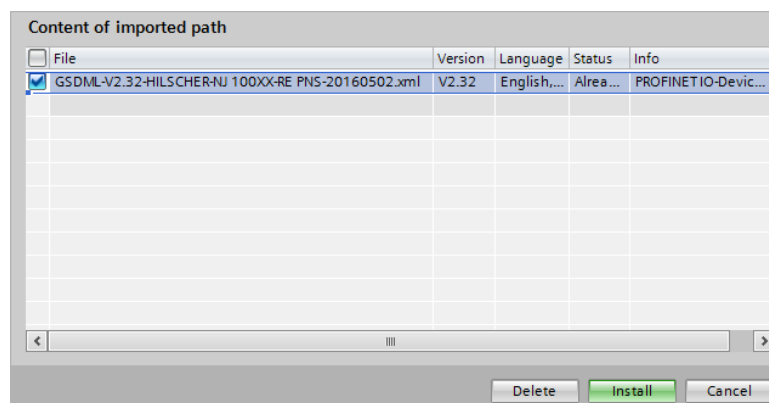 Content of imported path
File Version Language Status Info
GSDML-V2.32-HILSCHER-NJ 100XX-RE PNS-20160502.xml V2.32 English,... Alrea... PROFINET IO-Devic...
Delete Install Cancel